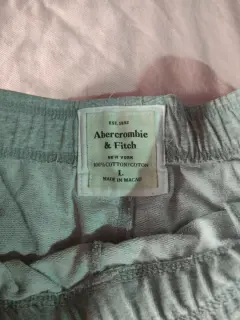 EST. 1892
Abercrombie
& Fitch
NEW YORK
100% COTTON/COTON
L
MADE IN MACAU